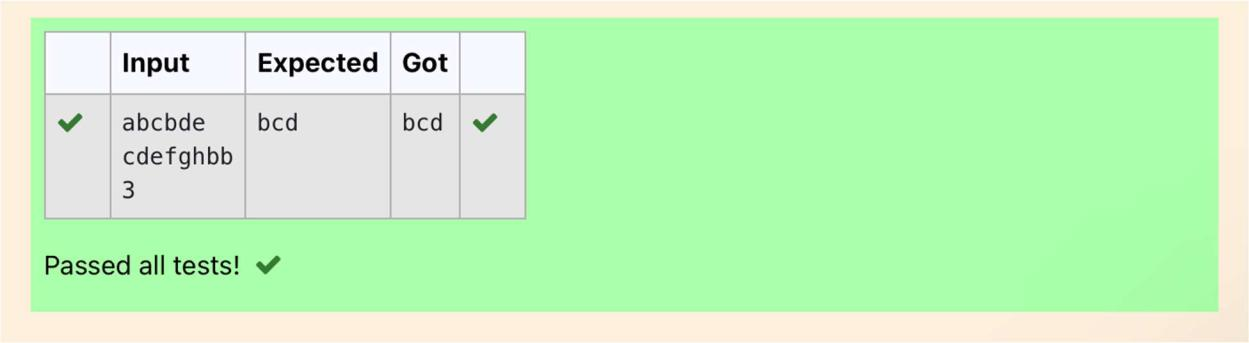 Input Expected Got
abcbde bcd bcd
cdefghbb
3
Passed all tests!